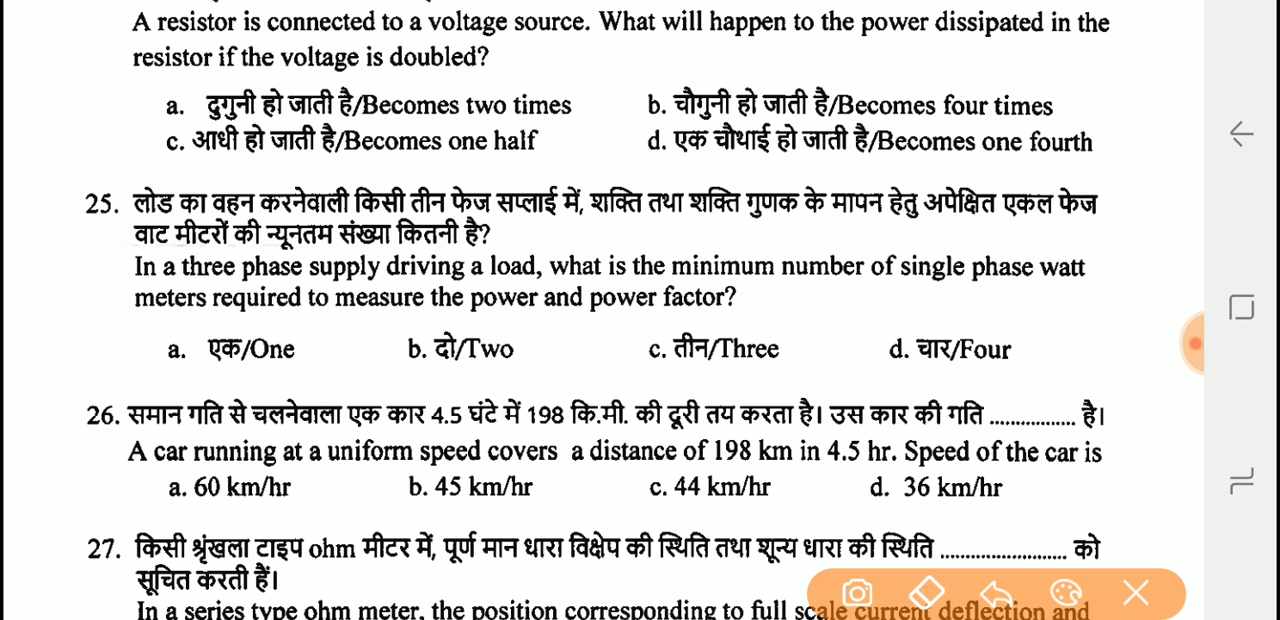 A resistor is connected to a voltage source. What will happen to the power dissipated in the
resistor if the voltage is doubled?
a. दुगुनी हो जाती है/Becomes two times b. चौगुनी हो जाती है/Becomes four times
c. आधी हो जाती है/Becomes one half d. एक चौथाई हो जाती है/Becomes one fourth
25. लोड का वहन करनेवाली किसी तीन फेज सप्लाई में, शक्ति तथा शक्ति गुणक के मापन हेतु अपेक्षित एकल फेज
वाट मीटरों की न्यूनतम संख्या कितनी है?
In a three phase supply driving a load, what is the minimum number of single phase watt
meters required to measure the power and power factor?
a. एक/One b. दो/Two c. तीन/Three d. चार/Four
26. समान गति से चलनेवाला एक कार 4.5 घंटे में 198 कि.मी. की दूरी तय करता है। उस कार की गति ................. है।
A car running at a uniform speed covers a distance of 198 km in 4.5 hr. Speed of the car is
a. 60 km/hr b. 45 km/hr c. 44 km/hr d. 36 km/hr
27. किसी श्रृंखला टाइप ohm मीटर में, पूर्ण मान धारा विक्षेप की स्थिति तथा शून्य धारा की स्थिति ......................... को
सूचित करती हैं।
In a series type ohm meter, the position corresponding to full scale current deflection and